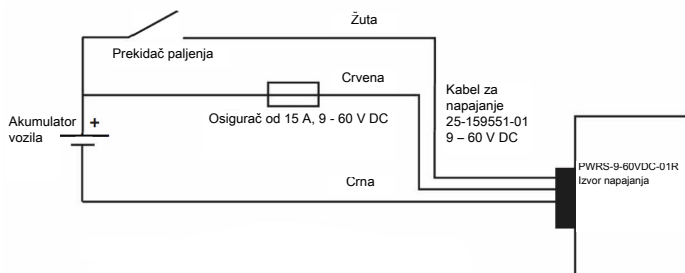 Žuta
Prekidač paljenja
Crvena
Osigurač od 15 A, 9 - 60 V DC
Kabel za
napajanje
25-159551-01
9 – 60 V DC
Akumulator
vozila
+
Crna
PWRS-9-60VDC-01R
Izvor napajanja